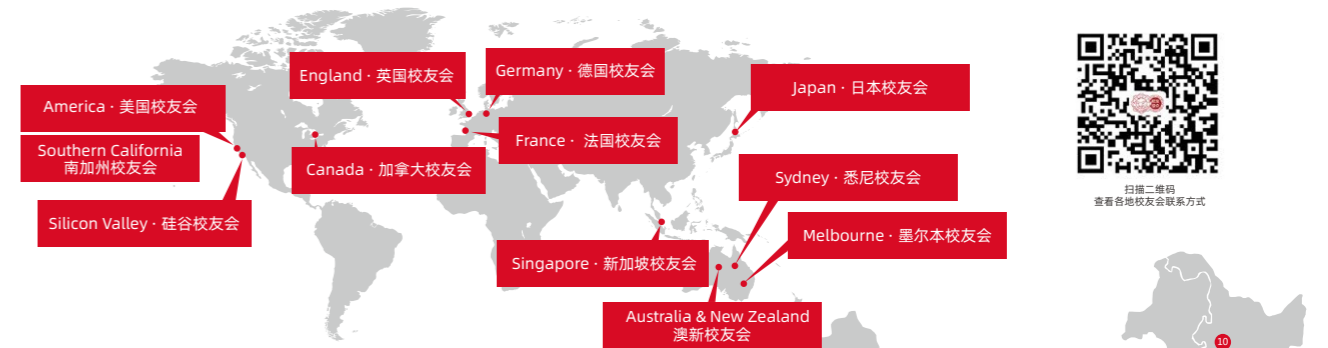 England · 英国校友会
Germany · 德国校友会
Japan · 日本校友会
America · 美国校友会
France · 法国校友会
Southern California
南加州校友会
Canada · 加拿大校友会
Sydney · 悉尼校友会
Silicon Valley · 硅谷校友会
Melbourne · 墨尔本校友会
Singapore · 新加坡校友会
Australia & New Zealand
澳新校友会
扫描二维码
查看各地校友会联系方式
10